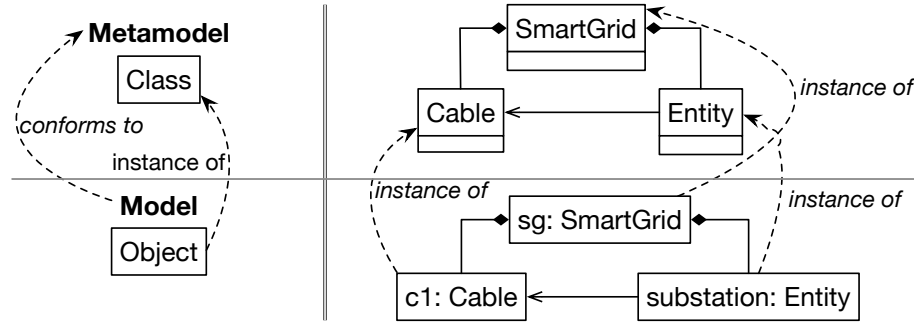 Metamodel
Class
conforms to
instance of
Model
Object
SmartGrid
instance of
Cable
Entity
instance of
instance of
sg: SmartGrid
c1: Cable
substation: Entity